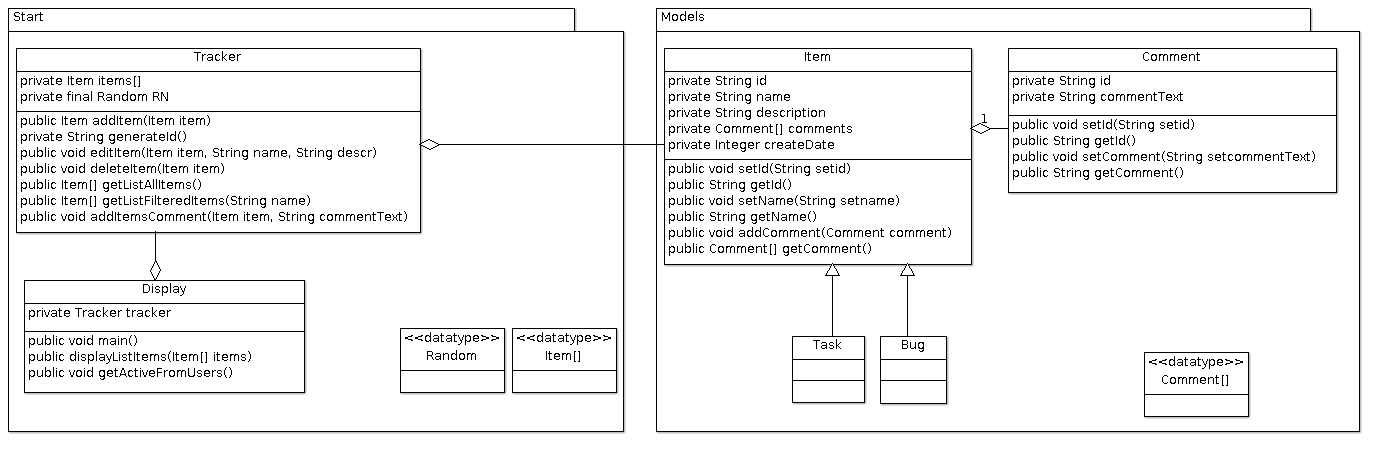 Start
Tracker
private Item items[]
private final Random RN
public Item addItem(Item item)
private String generateId()
public void editItem(Item item, String name, String descr)
public void deleteItem(Item item)
public Item[] getListAllItems()
public Item[] getListFilteredItems(String name)
public void addItemsComment(Item item, String commentText)
Display
private Tracker tracker
public void main()
public displayListItems(Item[] items)
public void getActiveFromUsers()
<<datatype>>
Random
<<datatype>>
Item[]
Models
Item
private String id
private String name
private String description
private Comment[] comments
private Integer createDate
public void setId(String setid)
public String getId()
public void setName(String setname)
public String getName()
public void addComment(Comment comment)
public Comment[] getComment()
1
Comment
private String id
private String commentText
public void setId(String setid)
public String getId()
public void setComment(String setcommentText)
public String getComment()
Task
Bug
<<datatype>>
Comment[]